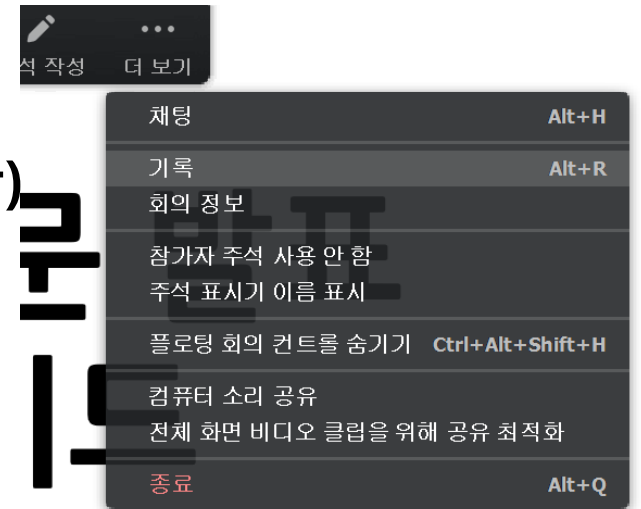 석 작성 더 보기
채팅 Alt+H
기록 Alt+R
회의 정보
참가자 주석 사용 안 함
주석 표시기 이름 표시
플로팅 회의 컨트롤 숨기기 Ctrl+Alt+Shift+H
컴퓨터 소리 공유
전체 화면 비디오 클립을 위해 공유 최적화
종료 Alt+Q
발표